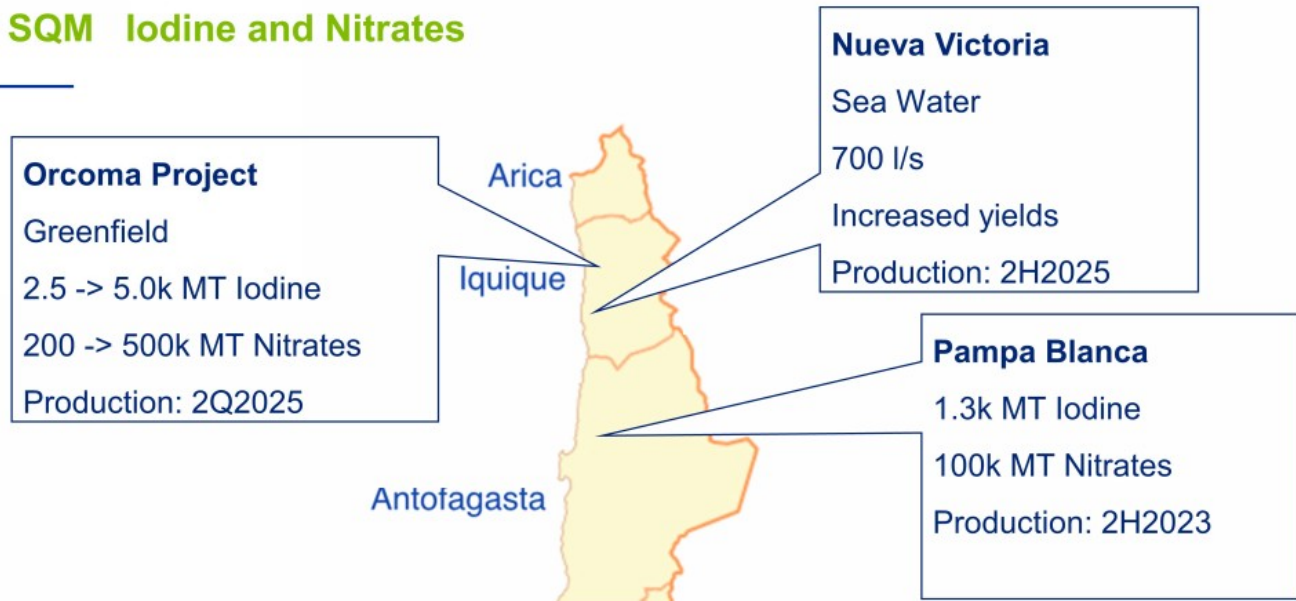 SQM Iodine and Nitrates
Orcoma Project
Greenfield
2.5 -> 5.0k MT Iodine
200 -> 500k MT Nitrates
Production: 2Q2025
Arica
Iquique
Antofagasta
Nueva Victoria
Sea Water
700 l/s
Increased yields
Production: 2H2025
Pampa Blanca
1.3k MT Iodine
100k MT Nitrates
Production: 2H2023